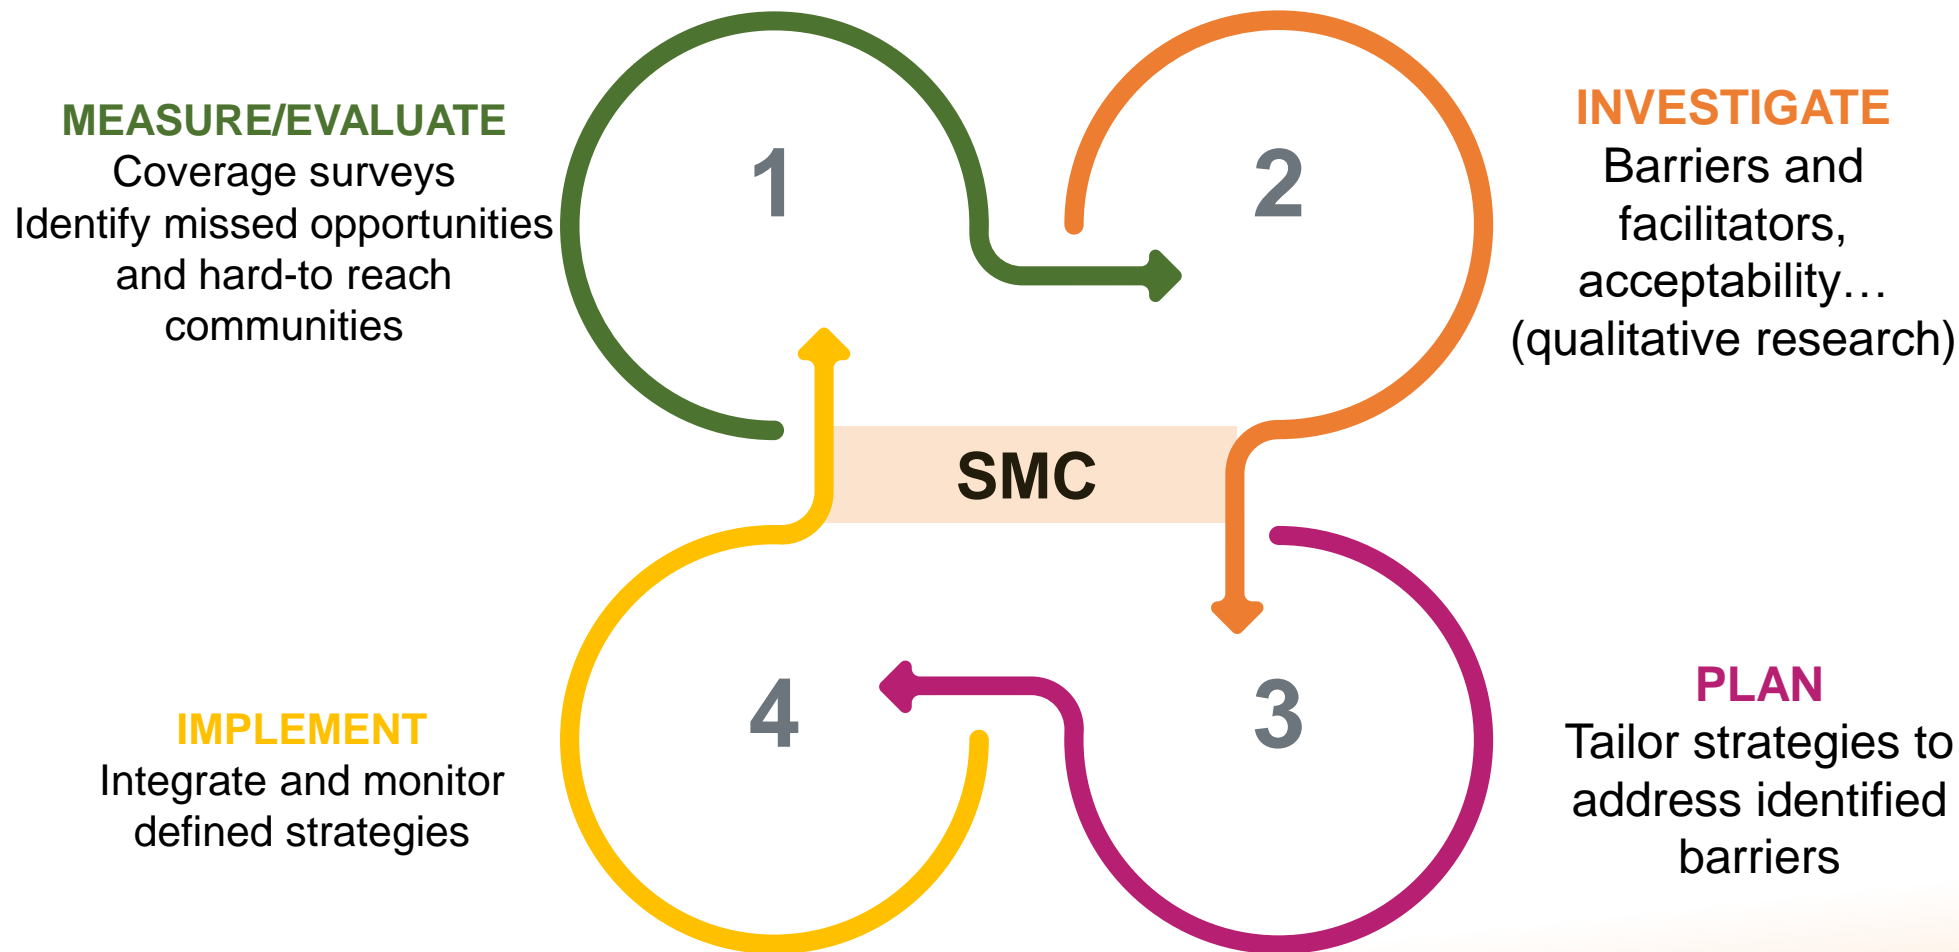 MEASURE/EVALUATE
Coverage surveys
Identify missed opportunities
and hard-to reach
communities
1
2
INVESTIGATE
Barriers and
facilitators,
acceptability…
(qualitative research)
SMC
IMPLEMENT
Integrate and monitor
defined strategies
4
3
PLAN
Tailor strategies to
address identified
barriers